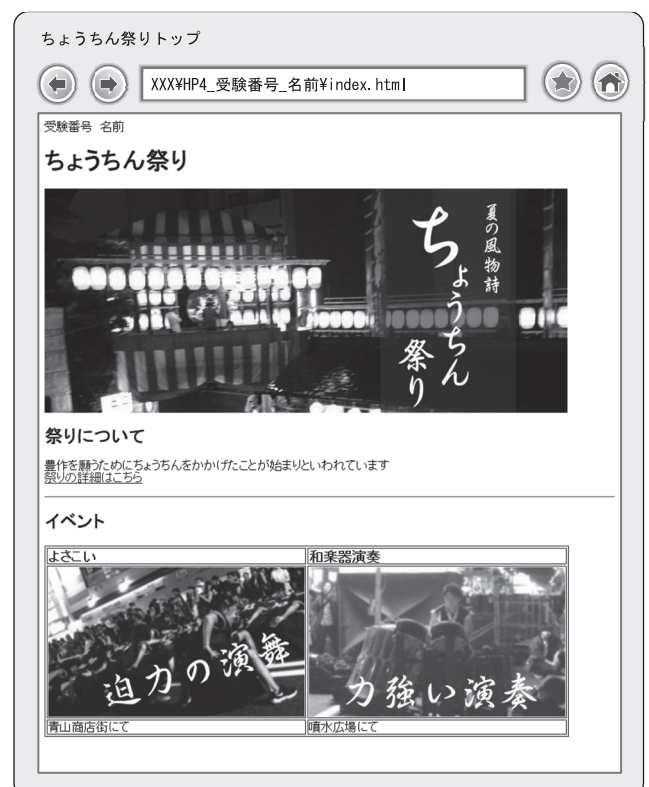 ちょうちん祭りトップ
XXX¥HP4_受験番号_名前¥index.html
受験番号 名前
ちょうちん祭り
夏の風物詩
ちょうちん
祭り
祭りについて
豊作を願うためにちょうちんをかかげたことが始まりといわれています
祭りの詳細はこちら
イベント
よさこい
和楽器演奏
迫力の演舞
力強い演奏
青山商店街にて
噴水広場にて